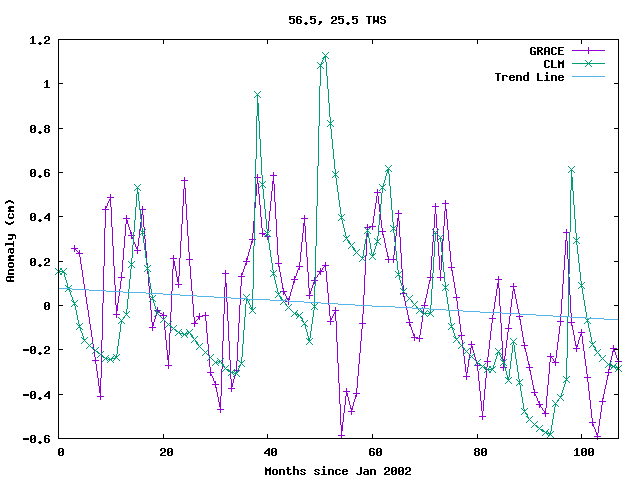 56.5, 25.5 TWS
GRACE
CLM
Trend Line
1.2
1
0.8
0.6
0.4
0.2
0
-0.2
-0.4
-0.6
Anomaly (cm)
0 20 40 60 80 100
Months since Jan 2002